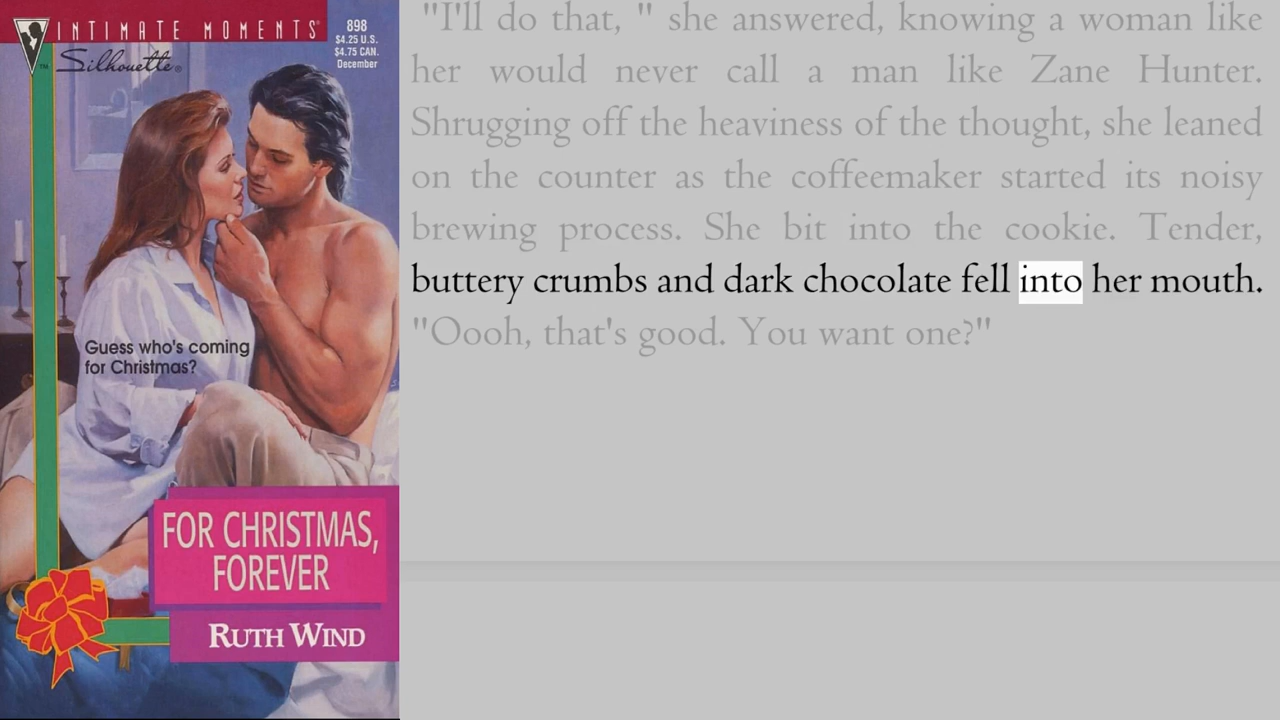 INTIMATE MOMENTS®
898
$4.25 U.S.
$4.75 CAN.
December
™
Silhouette®
Guess who's coming
for Christmas?
FOR CHRISTMAS,
FOREVER
RUTH WIND
"I'll do that, " she answered, knowing a woman like
her would never call a man like Zane Hunter.
Shrugging off the heaviness of the thought, she leaned
on the counter as the coffeemaker started its noisy
brewing process. She bit into the cookie. Tender,
buttery crumbs and dark chocolate fell into her mouth.
"Oooh, that's good. You want one?"